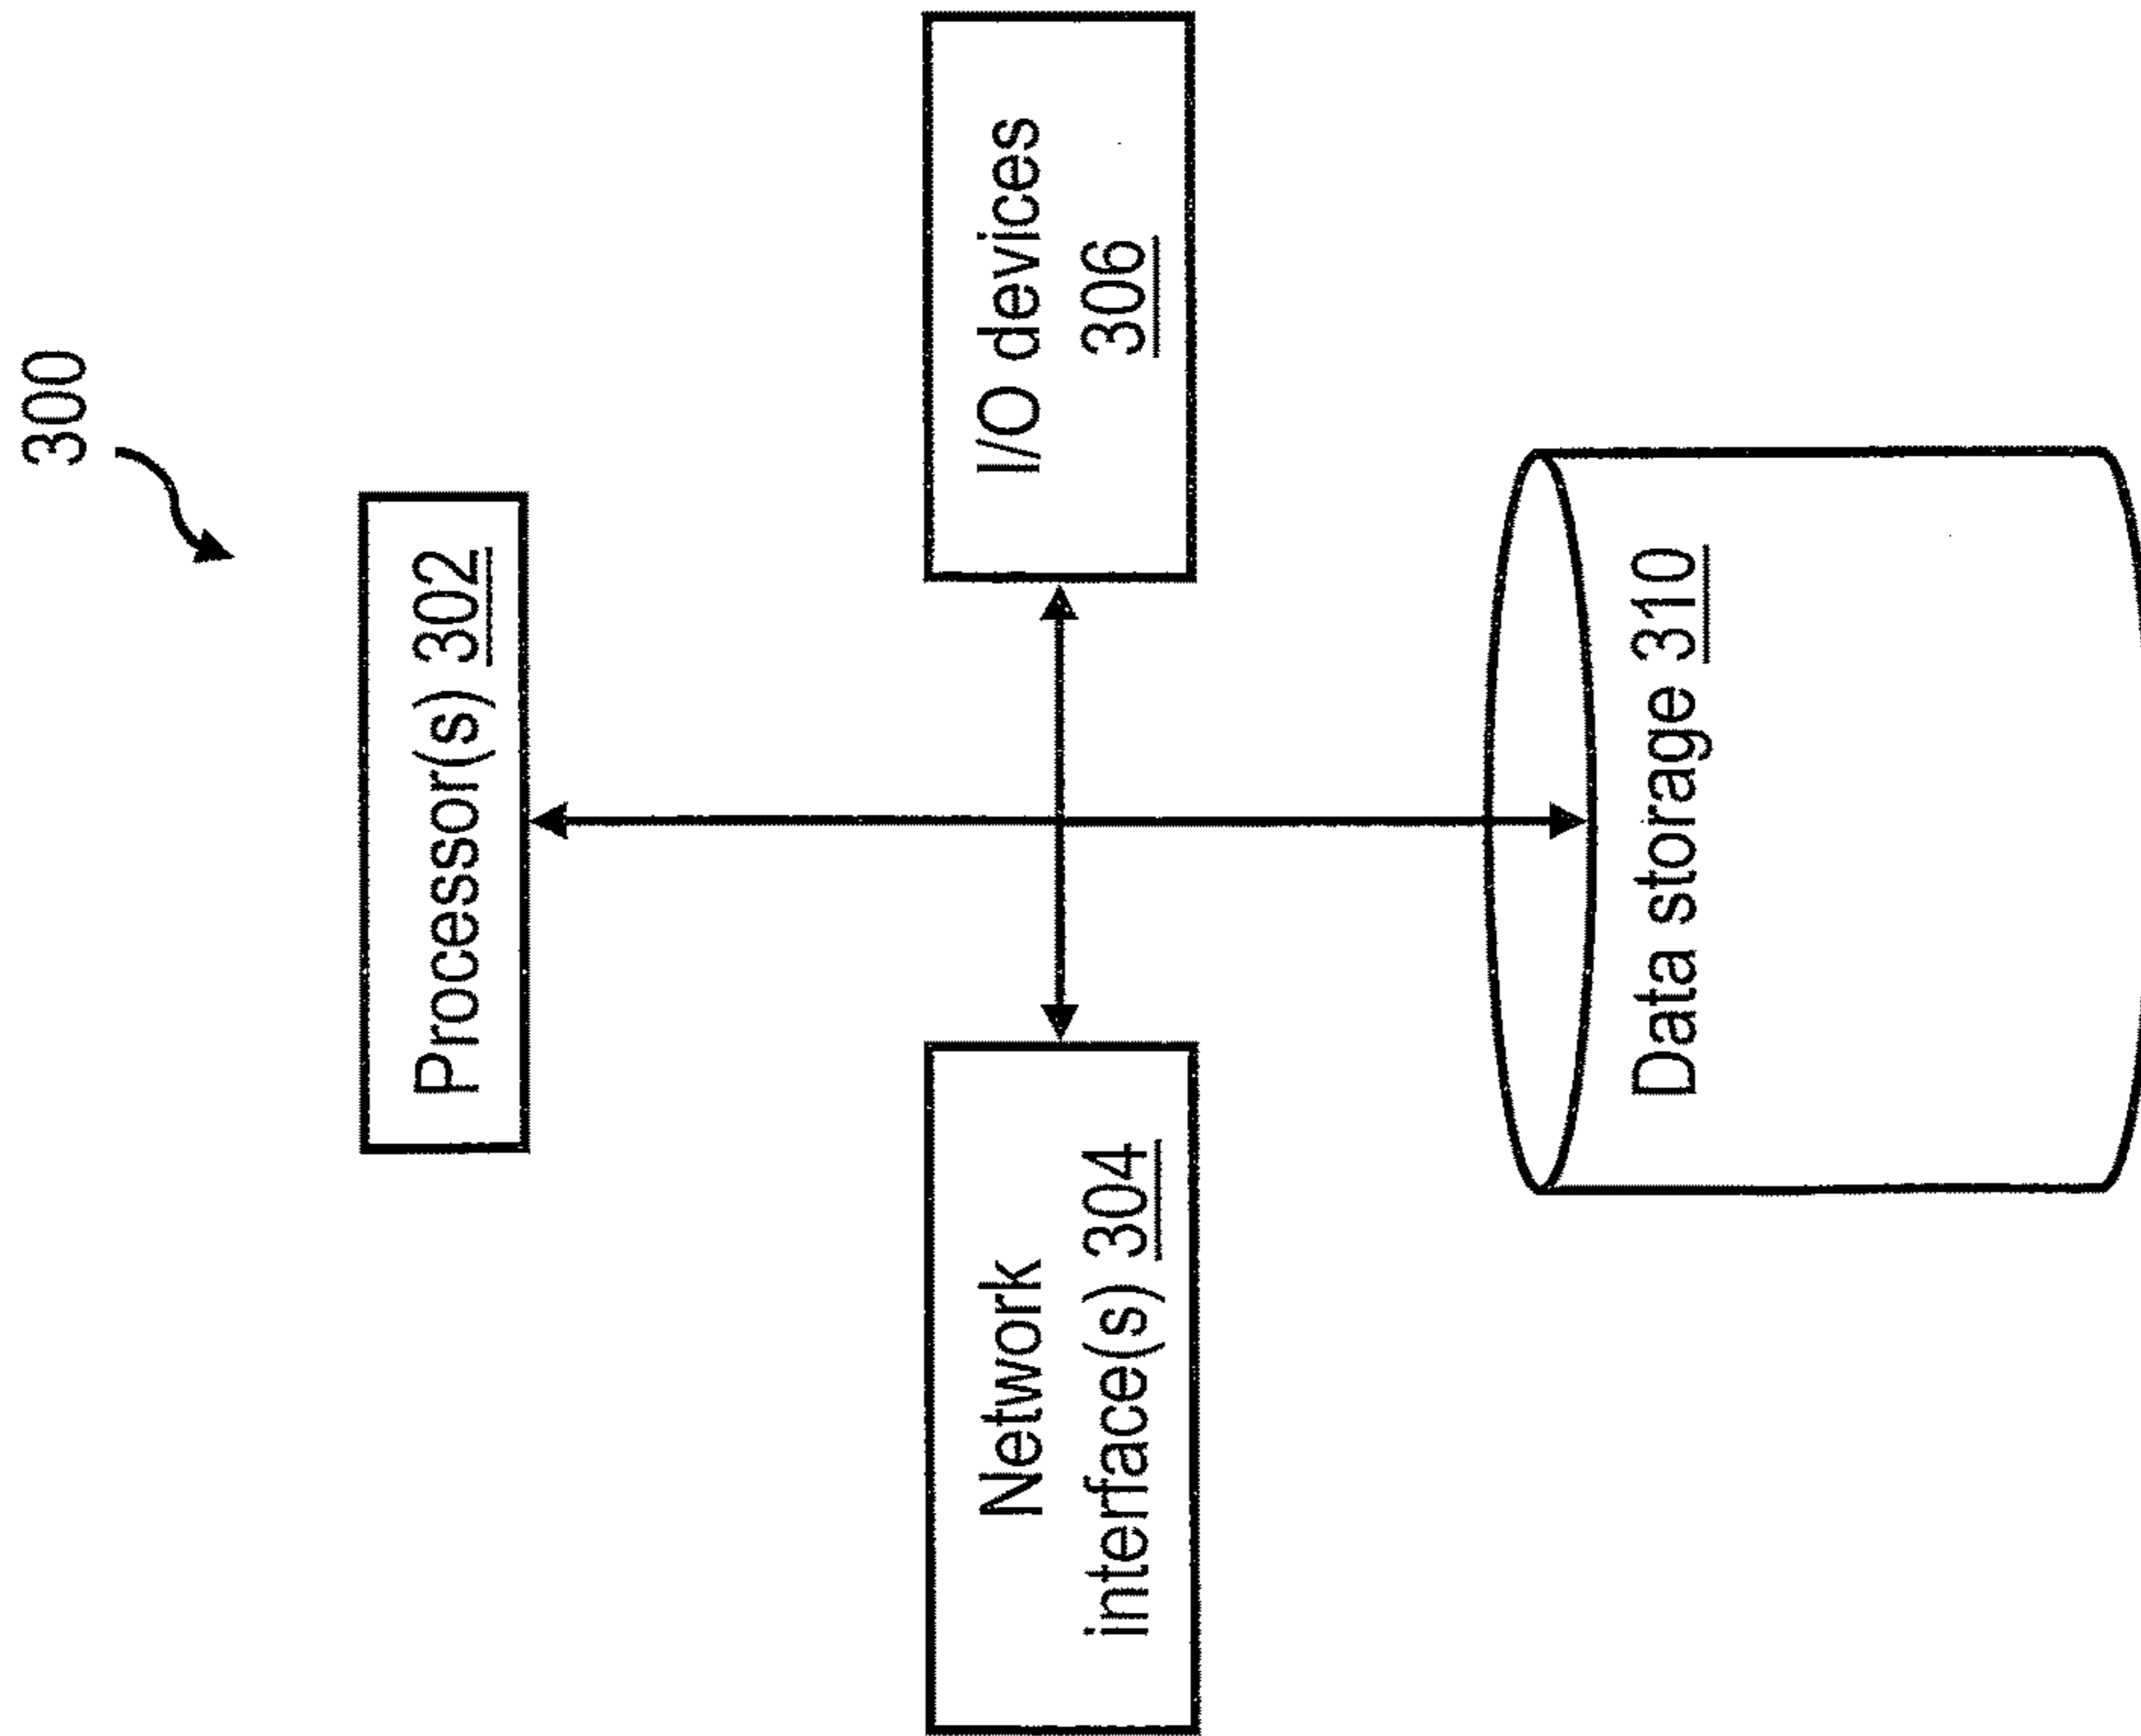 300
Processor(s) 302
Network
interface(s) 304
I/O devices
306
Data storage 310